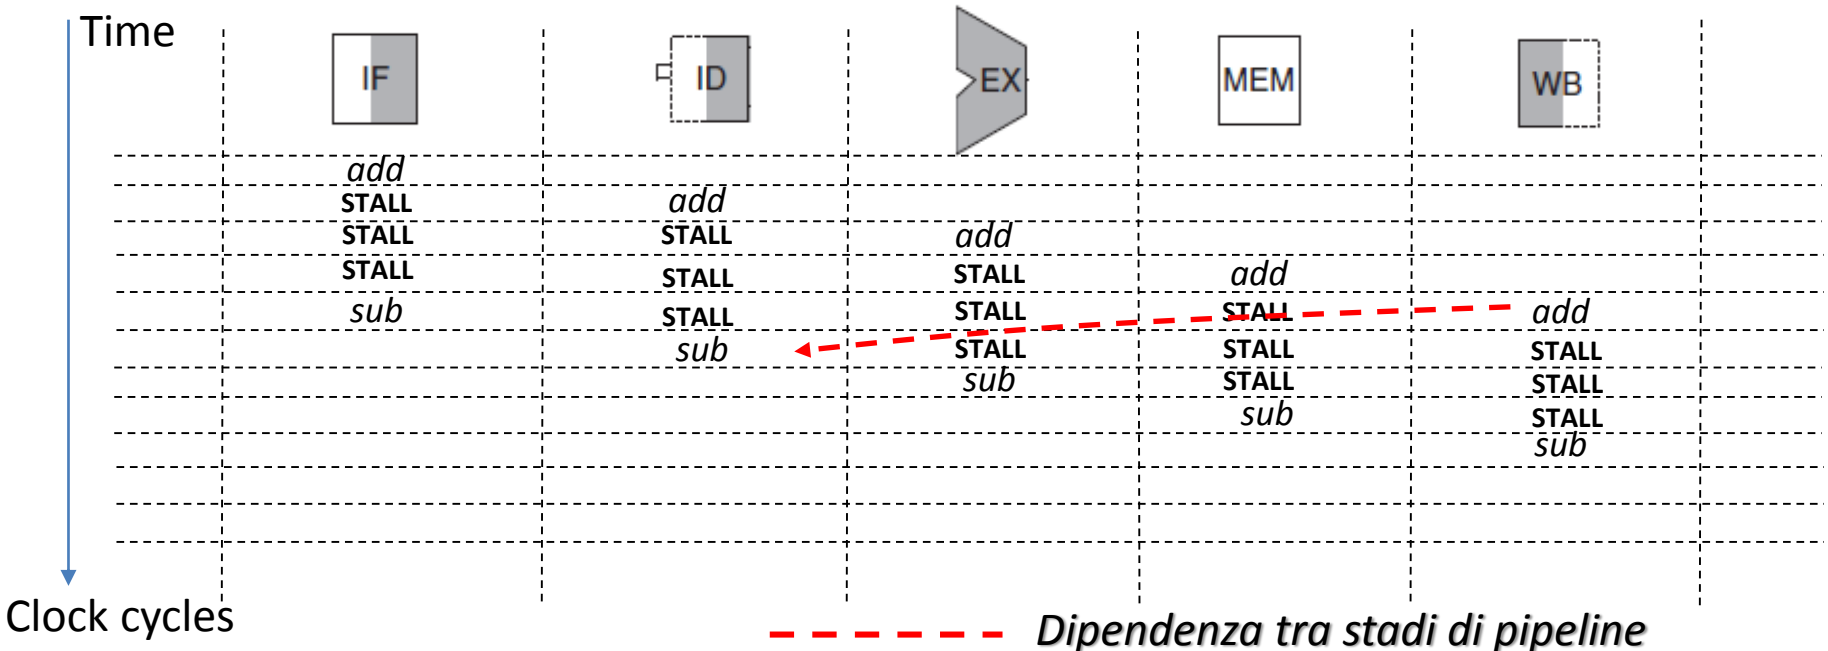 Time
IF ID EX MEM WB
add
STALL add
STALL STALL add
STALL STALL STALL add
sub STALL STALL STALL add
sub STALL STALL STALL
sub STALL STALL
sub STALL
sub
Clock cycles
Dipendenza tra stadi di pipeline